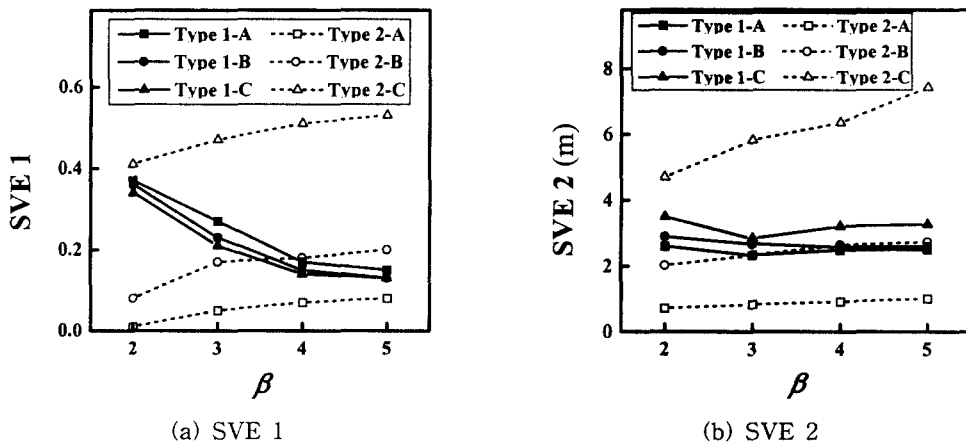 Type 1-A Type 2-A
Type 1-B Type 2-B
Type 1-C Type 2-C
0.6
0.4
0.2
0.0
SVE 1
2 3 4 5
β
(a) SVE 1
Type 1-A Type 2-A
Type 1-B Type 2-B
Type 1-C Type 2-C
8
6
4
2
0
SVE 2 (m)
2 3 4 5
β
(b) SVE 2